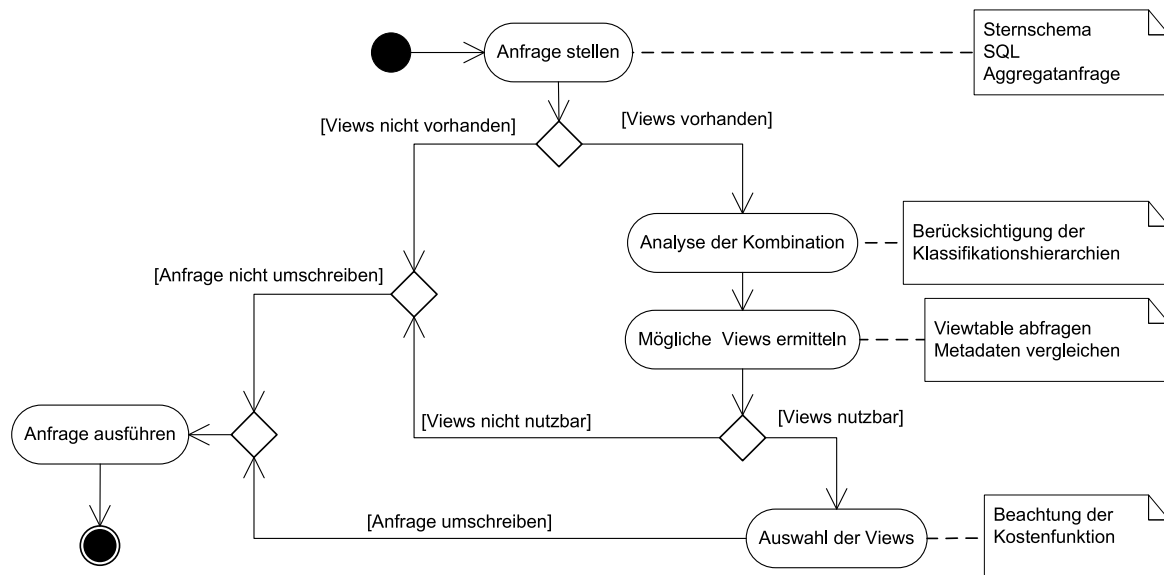 Anfrage stellen
Sternschema
SQL
Aggregatanfrage
[Views nicht vorhanden]
[Views vorhanden]
Analyse der Kombination
Berücksichtigung der
Klassifikationshierarchien
[Anfrage nicht umschreiben]
Mögliche  Views ermitteln
Viewtable abfragen
Metadaten vergleichen
[Views nicht nutzbar]
[Views nutzbar]
Anfrage ausführen
[Anfrage umschreiben]
Auswahl der Views
Beachtung der
Kostenfunktion